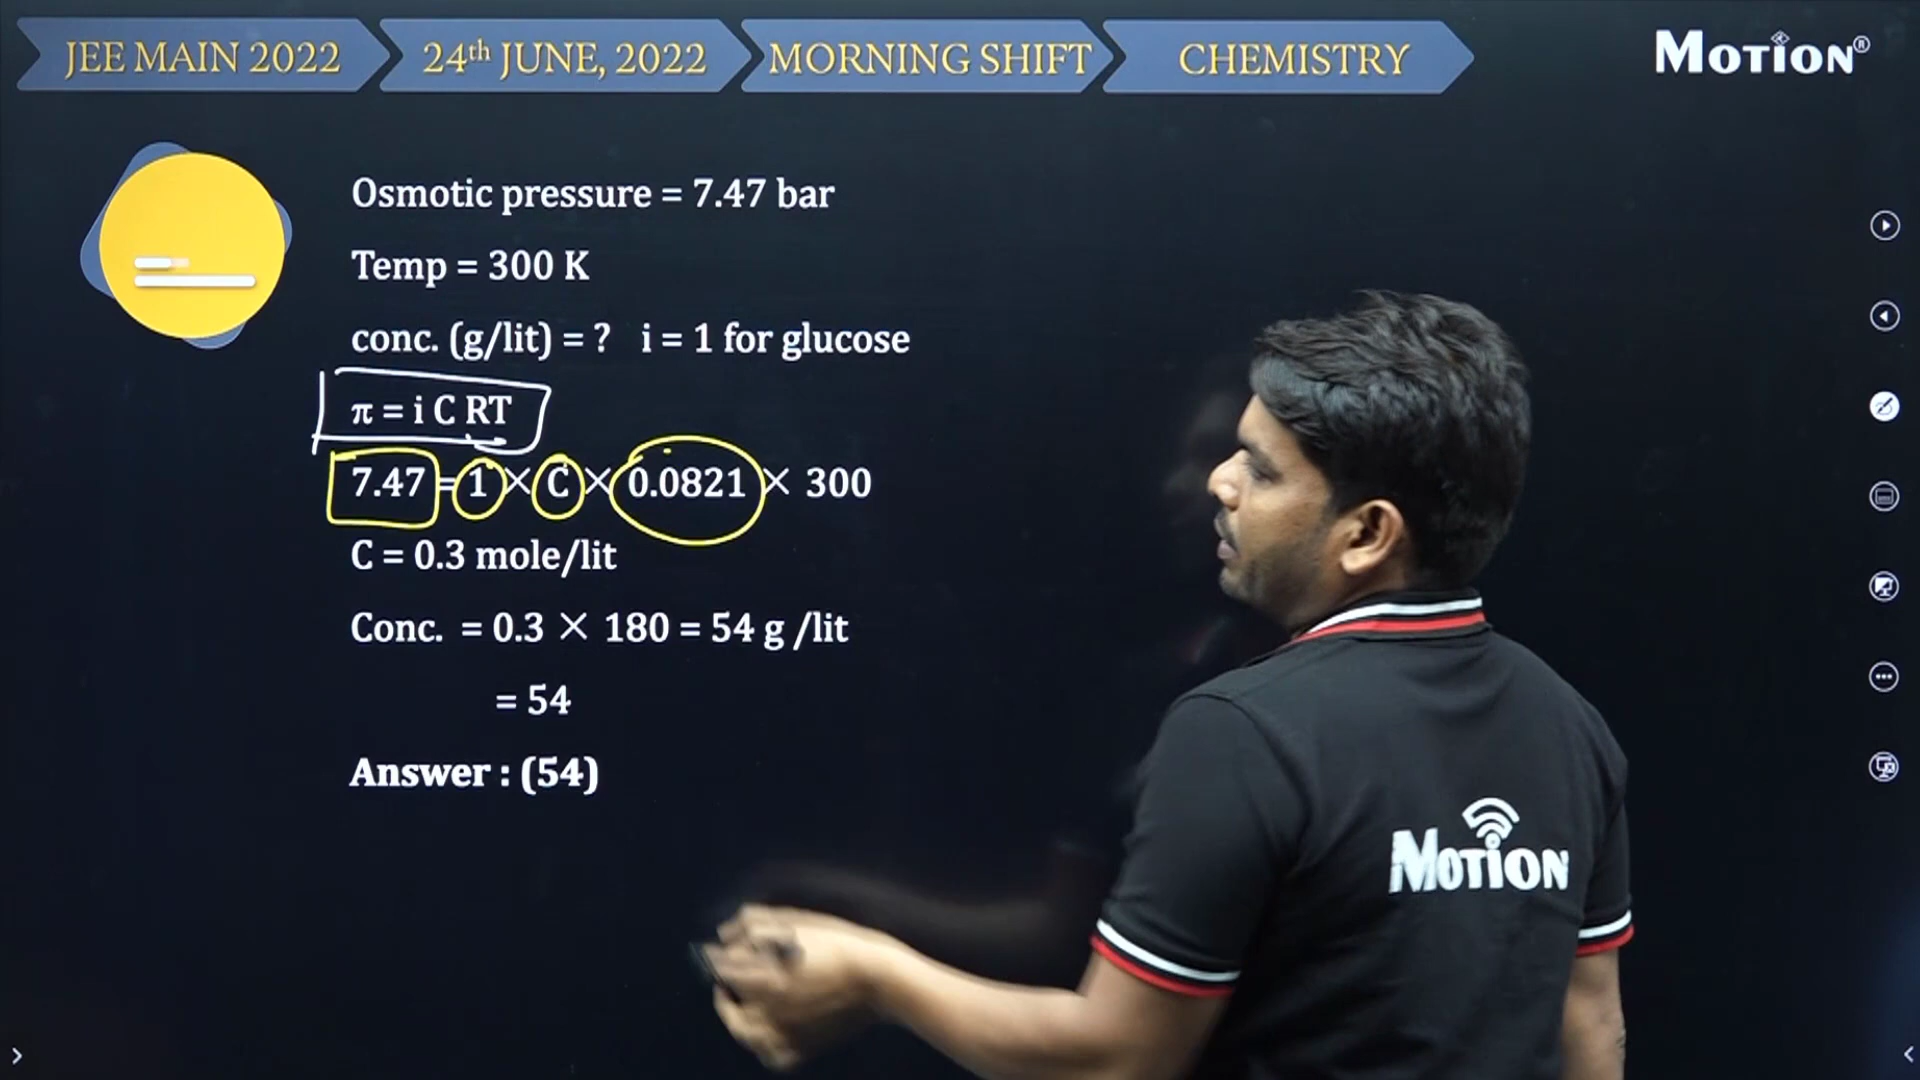 JEE MAIN 2022 24th JUNE, 2022 MORNING SHIFT CHEMISTRY MOTiON®
Osmotic pressure = 7.47 bar
Temp = 300 K
conc. (g/lit) = ? i = 1 for glucose
π = i C RT
7.47 = 1 × C × 0.0821 × 300
C = 0.3 mole/lit
Conc. = 0.3 × 180 = 54 g /lit
= 54
Answer : (54)
MOTiON